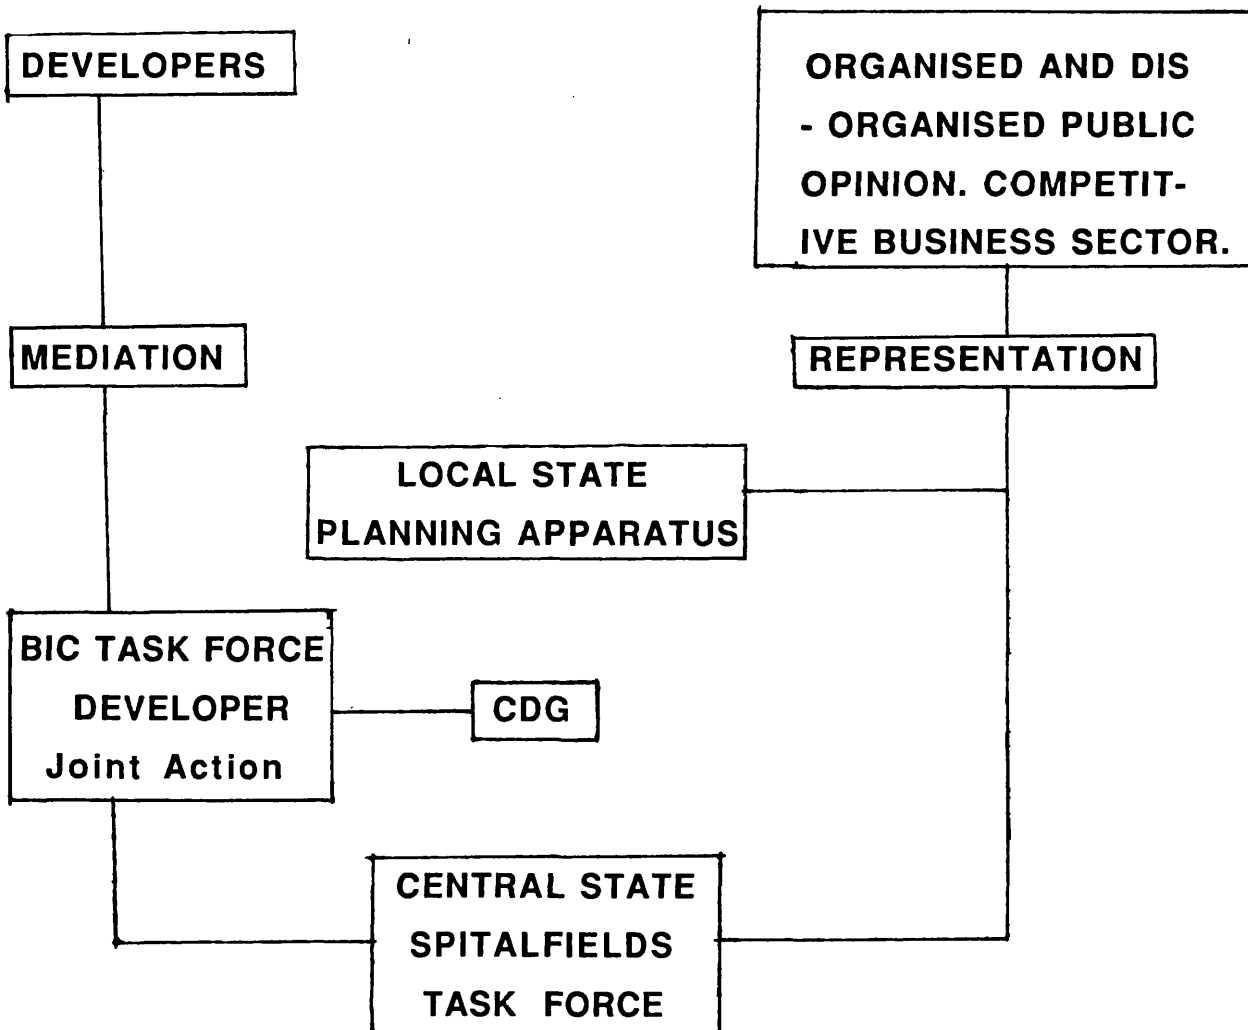 DEVELOPERS
ORGANISED AND DIS
- ORGANISED PUBLIC
OPINION. COMPETIT-
IVE BUSINESS SECTOR.
MEDIATION
REPRESENTATION
LOCAL STATE
PLANNING APPARATUS
BIC TASK FORCE
DEVELOPER
Joint Action
CDG
CENTRAL STATE
SPITALFIELDS
TASK FORCE